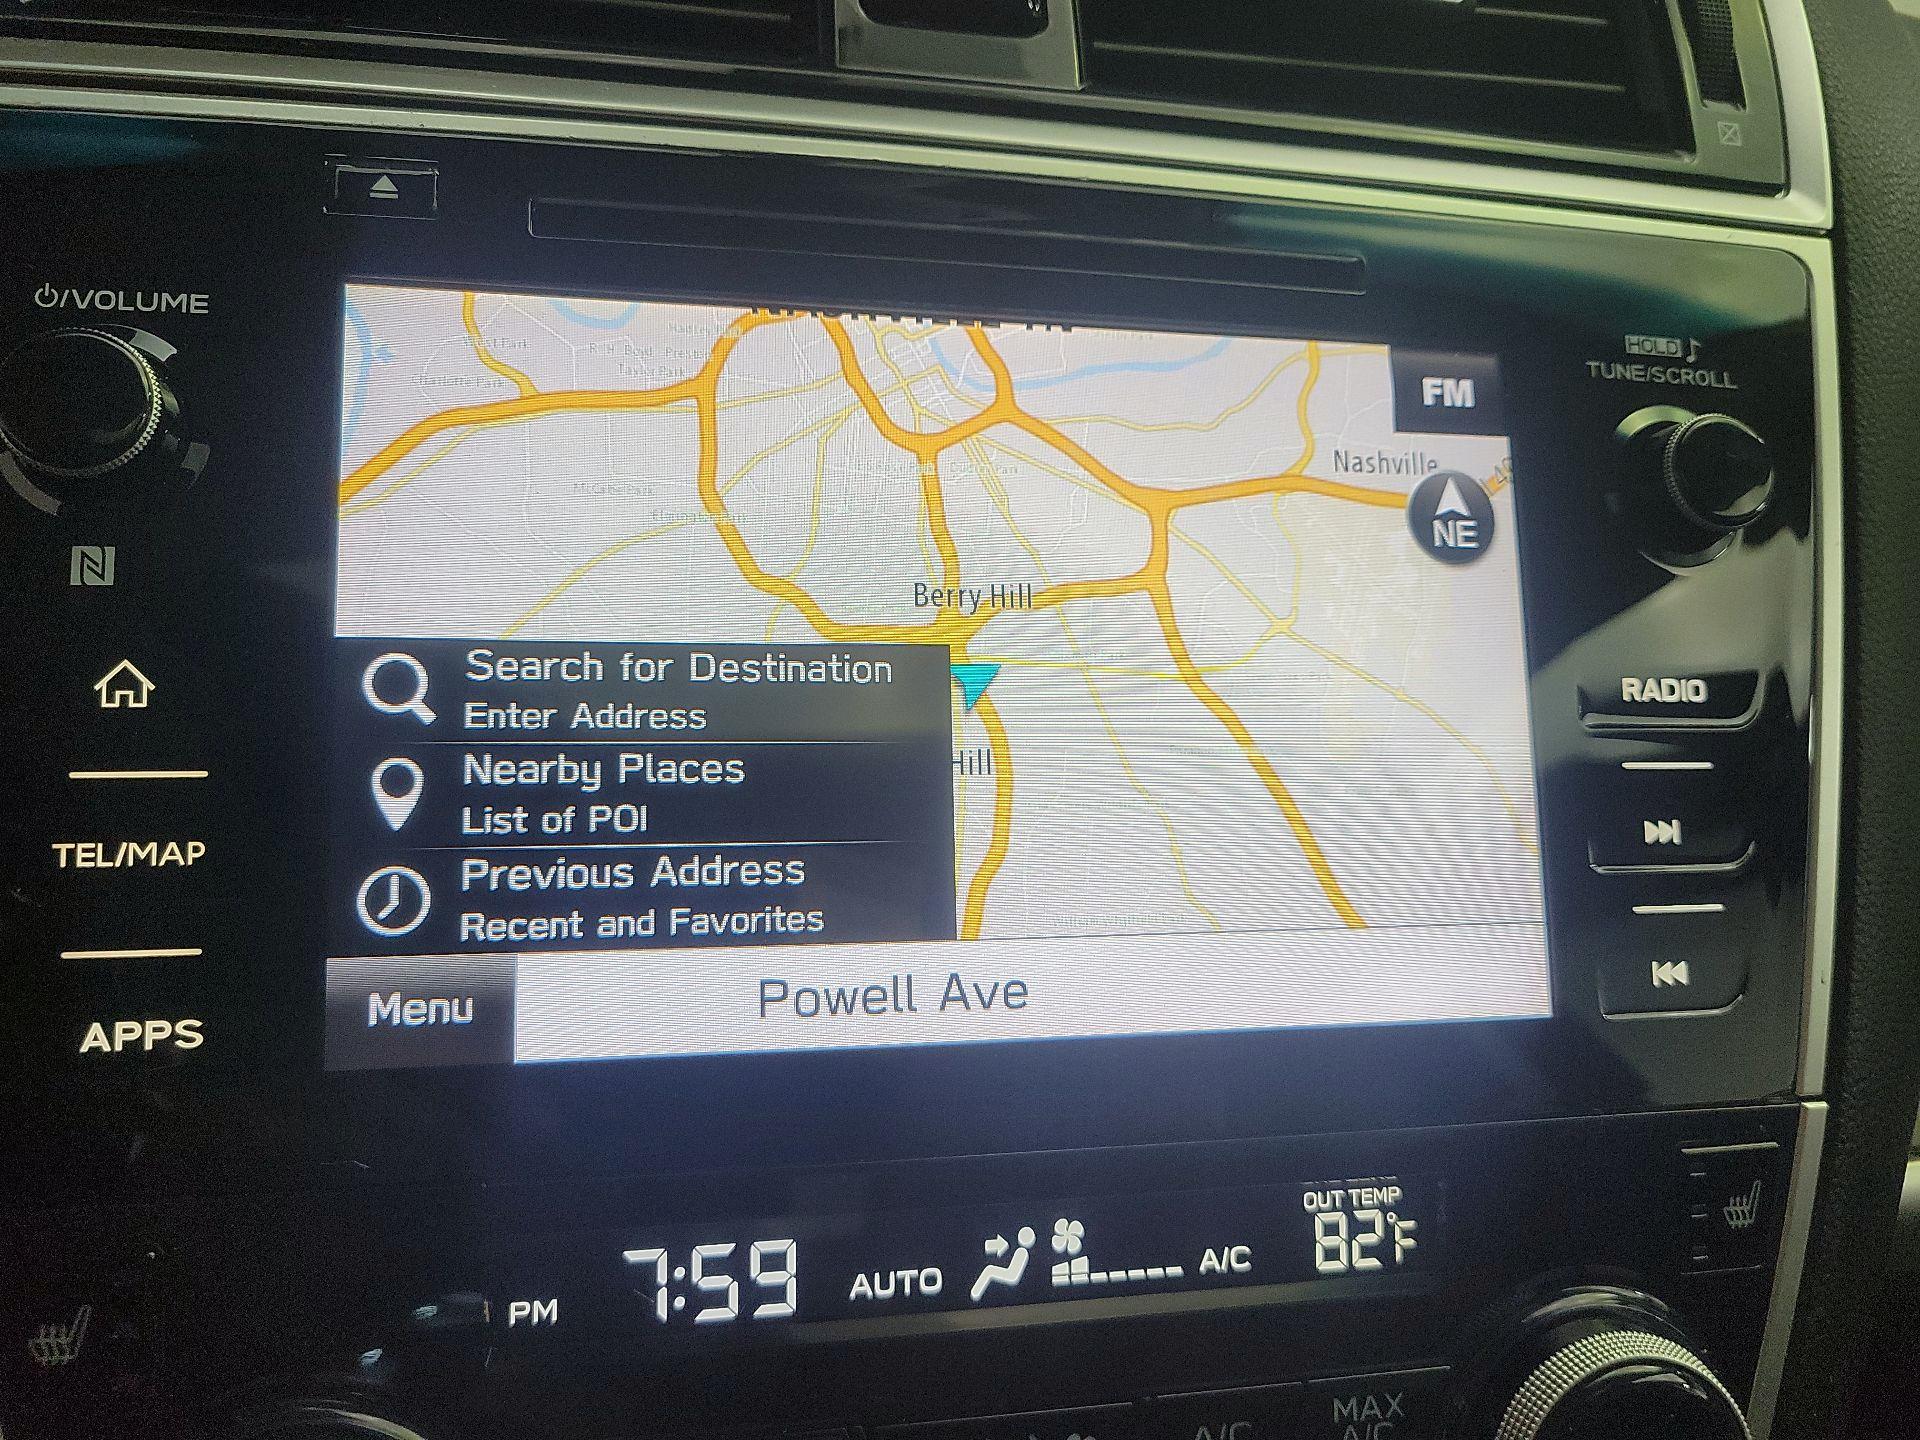 VOLUME
HOLD
TUNE/SCROLL
FM
Nashville
NE
Berry Hill
Search for Destination
Enter Address
Hill
Nearby Places
List of POI
Previous Address
Recent and Favorites
Menu
Powell Ave
TEL/MAP
APPS
RADIO
PM 7:59 AUTO A/C
OUT TEMP
82°F
A/C
MAX
A/C